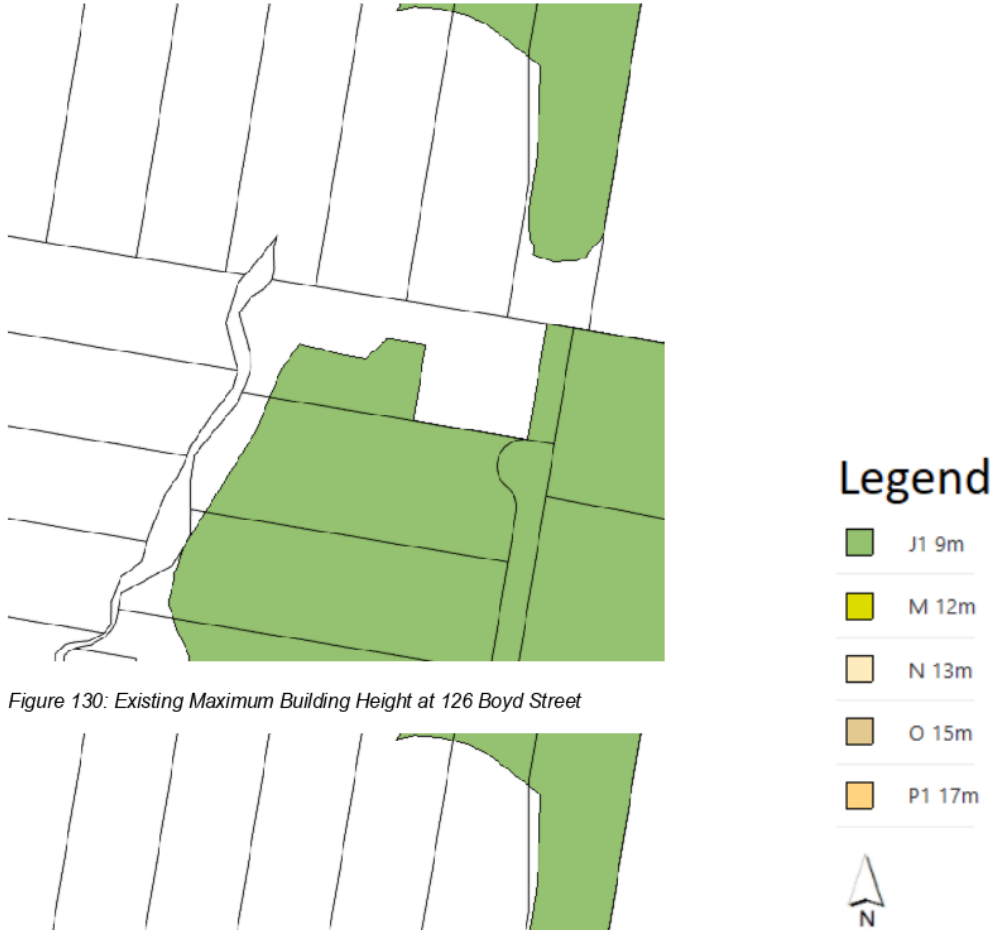 Legend
J1 9m
M 12m
N 13m
O 15m
P1 17m
N
Figure 130: Existing Maximum Building Height at 126 Boyd Street